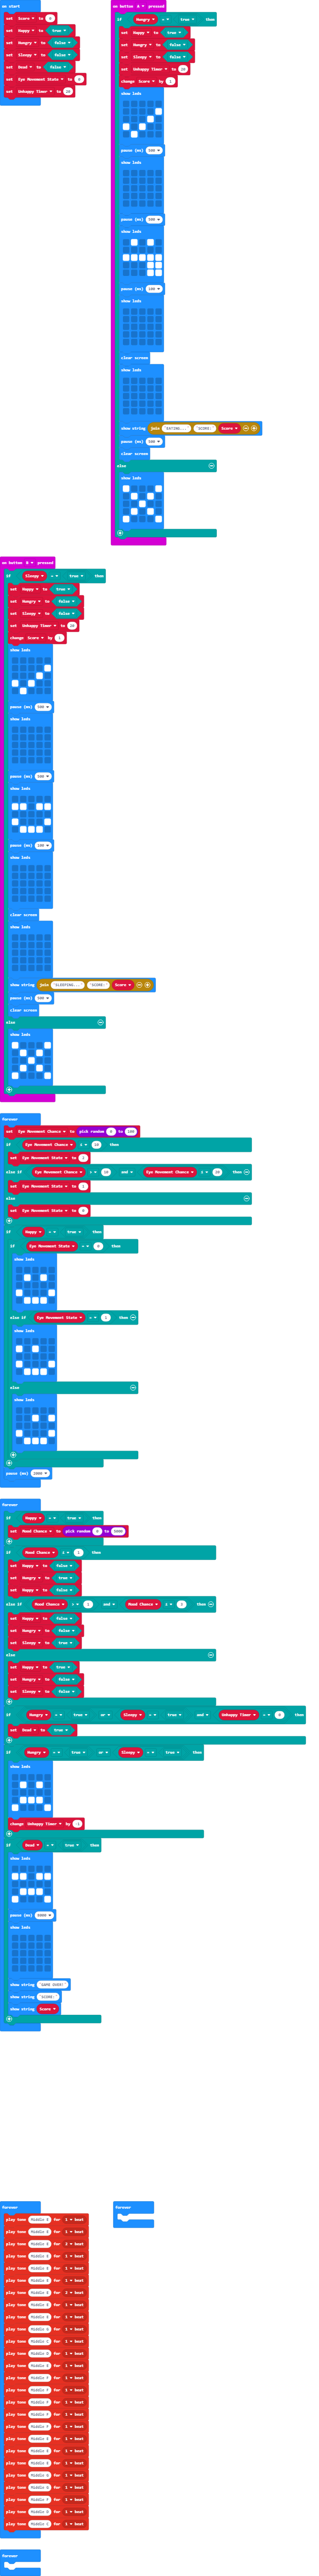 on start
set Score to 0
set Happy to true
set Hungry to false
set Sleepy to false
set Dead to false
set Eye Movement State to 0
set Unhappy Timer to 20
on button A pressed
if Hungry = true then
set Happy to true
set Hungry to false
set Sleepy to false
set Unhappy Timer to 20
change Score by 1
show leds
pause (ms) 500
show leds
pause (ms) 500
show leds
pause (ms) 100
show leds
clear screen
show leds
show string join "EATING..." "SCORE:" Score
pause (ms) 500
clear screen
else
show leds
on button B pressed
if Sleepy = true then
set Happy to true
set Hungry to false
set Sleepy to false
set Unhappy Timer to 20
change Score by 1
show leds
pause (ms) 500
show leds
pause (ms) 500
show leds
pause (ms) 100
show leds
clear screen
show leds
show string join "SLEEPING..." "SCORE:" Score
pause (ms) 500
clear screen
else
show leds
forever
set Eye Movement Chance to pick random 0 to 100
if Eye Movement Chance ≤ 10 then
set Eye Movement State to 1
else if Eye Movement Chance > 10 and Eye Movement Chance ≤ 20 then
set Eye Movement State to
else
set Eye Movement State to 0
if Happy = true then
if Eye Movement State = 0 then
show leds
else if Eye Movement State = 1 then
show leds
else
show leds
pause (ms)
forever
if Happy = true then
set Mood Chance to pick random 0 to
if Mood Chance ≤ 1 then
set Happy to false
set Hungry to true
set Happy to false
else if Mood Chance > 1 and Mood Chance ≤ 2 then
set Happy to false
set Hungry to false
set Sleepy to true
else
set Happy to true
set Hungry to false
set Sleepy to false
if Hungry = true or Sleepy = true and Unhappy Timer = 0 then
set Dead to true
if Hungry = true or Sleepy = true then
show leds
change Unhappy Timer by -1
if Dead = true then
show leds
pause (ms)
show leds
show string "GAME OVER!"
show string "SCORE:"
show string Score
forever
play tone Middle E for 1 beat
play tone Middle E for 1 beat
play tone Middle E for 2 beat
play tone Middle E for 1 beat
play tone Middle E for 1 beat
play tone Middle E for 1 beat
play tone Middle E for 2 beat
play tone Middle E for 1 beat
play tone Middle E for 1 beat
play tone Middle G for 1 beat
play tone Middle C for 1 beat
play tone Middle D for 1 beat
play tone Middle E for 1 beat
play tone Middle F for 1 beat
play tone Middle F for 1 beat
play tone Middle F for 1 beat
play tone Middle F for 1 beat
play tone Middle F for 1 beat
play tone Middle E for 1 beat
play tone Middle E for 1 beat
play tone Middle E for 1 beat
play tone Middle G for 1 beat
play tone Middle G for 1 beat
play tone Middle F for 1 beat
play tone Middle D for 1 beat
play tone Middle C for 1 beat
forever
forever